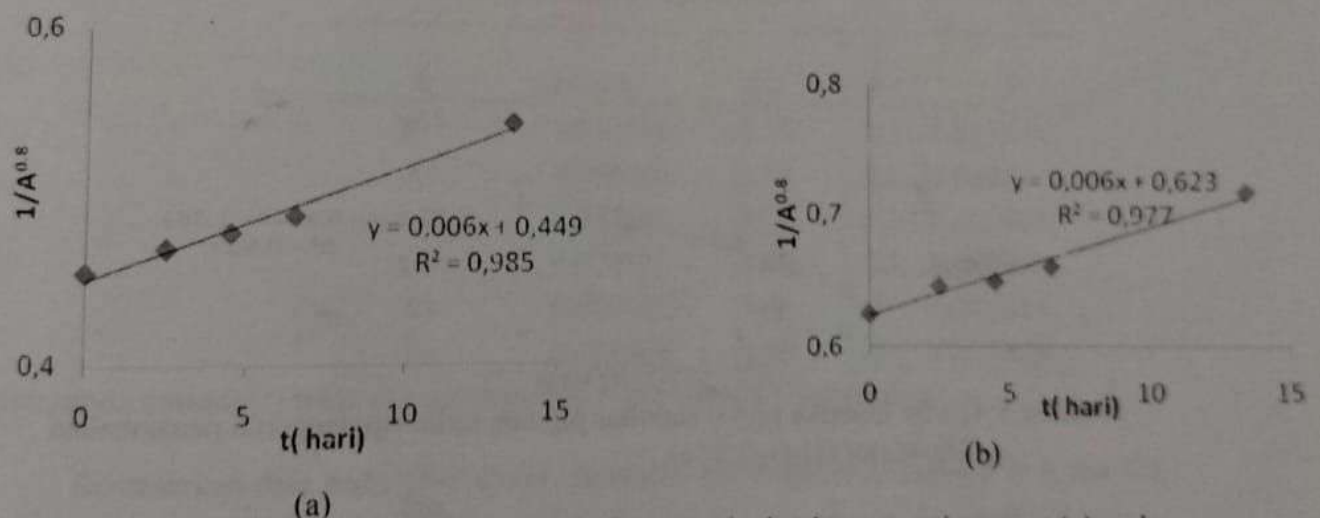 0,6
1/A^0.8
y = 0,006x + 0,449
R² = 0,985
0,4
0 5 10 15
t( hari)
(a)
0,8
1/A^0.8
y = 0,006x + 0,623
0,7
R² = 0,977
0,6
0 5 10 15
t( hari)
(b)